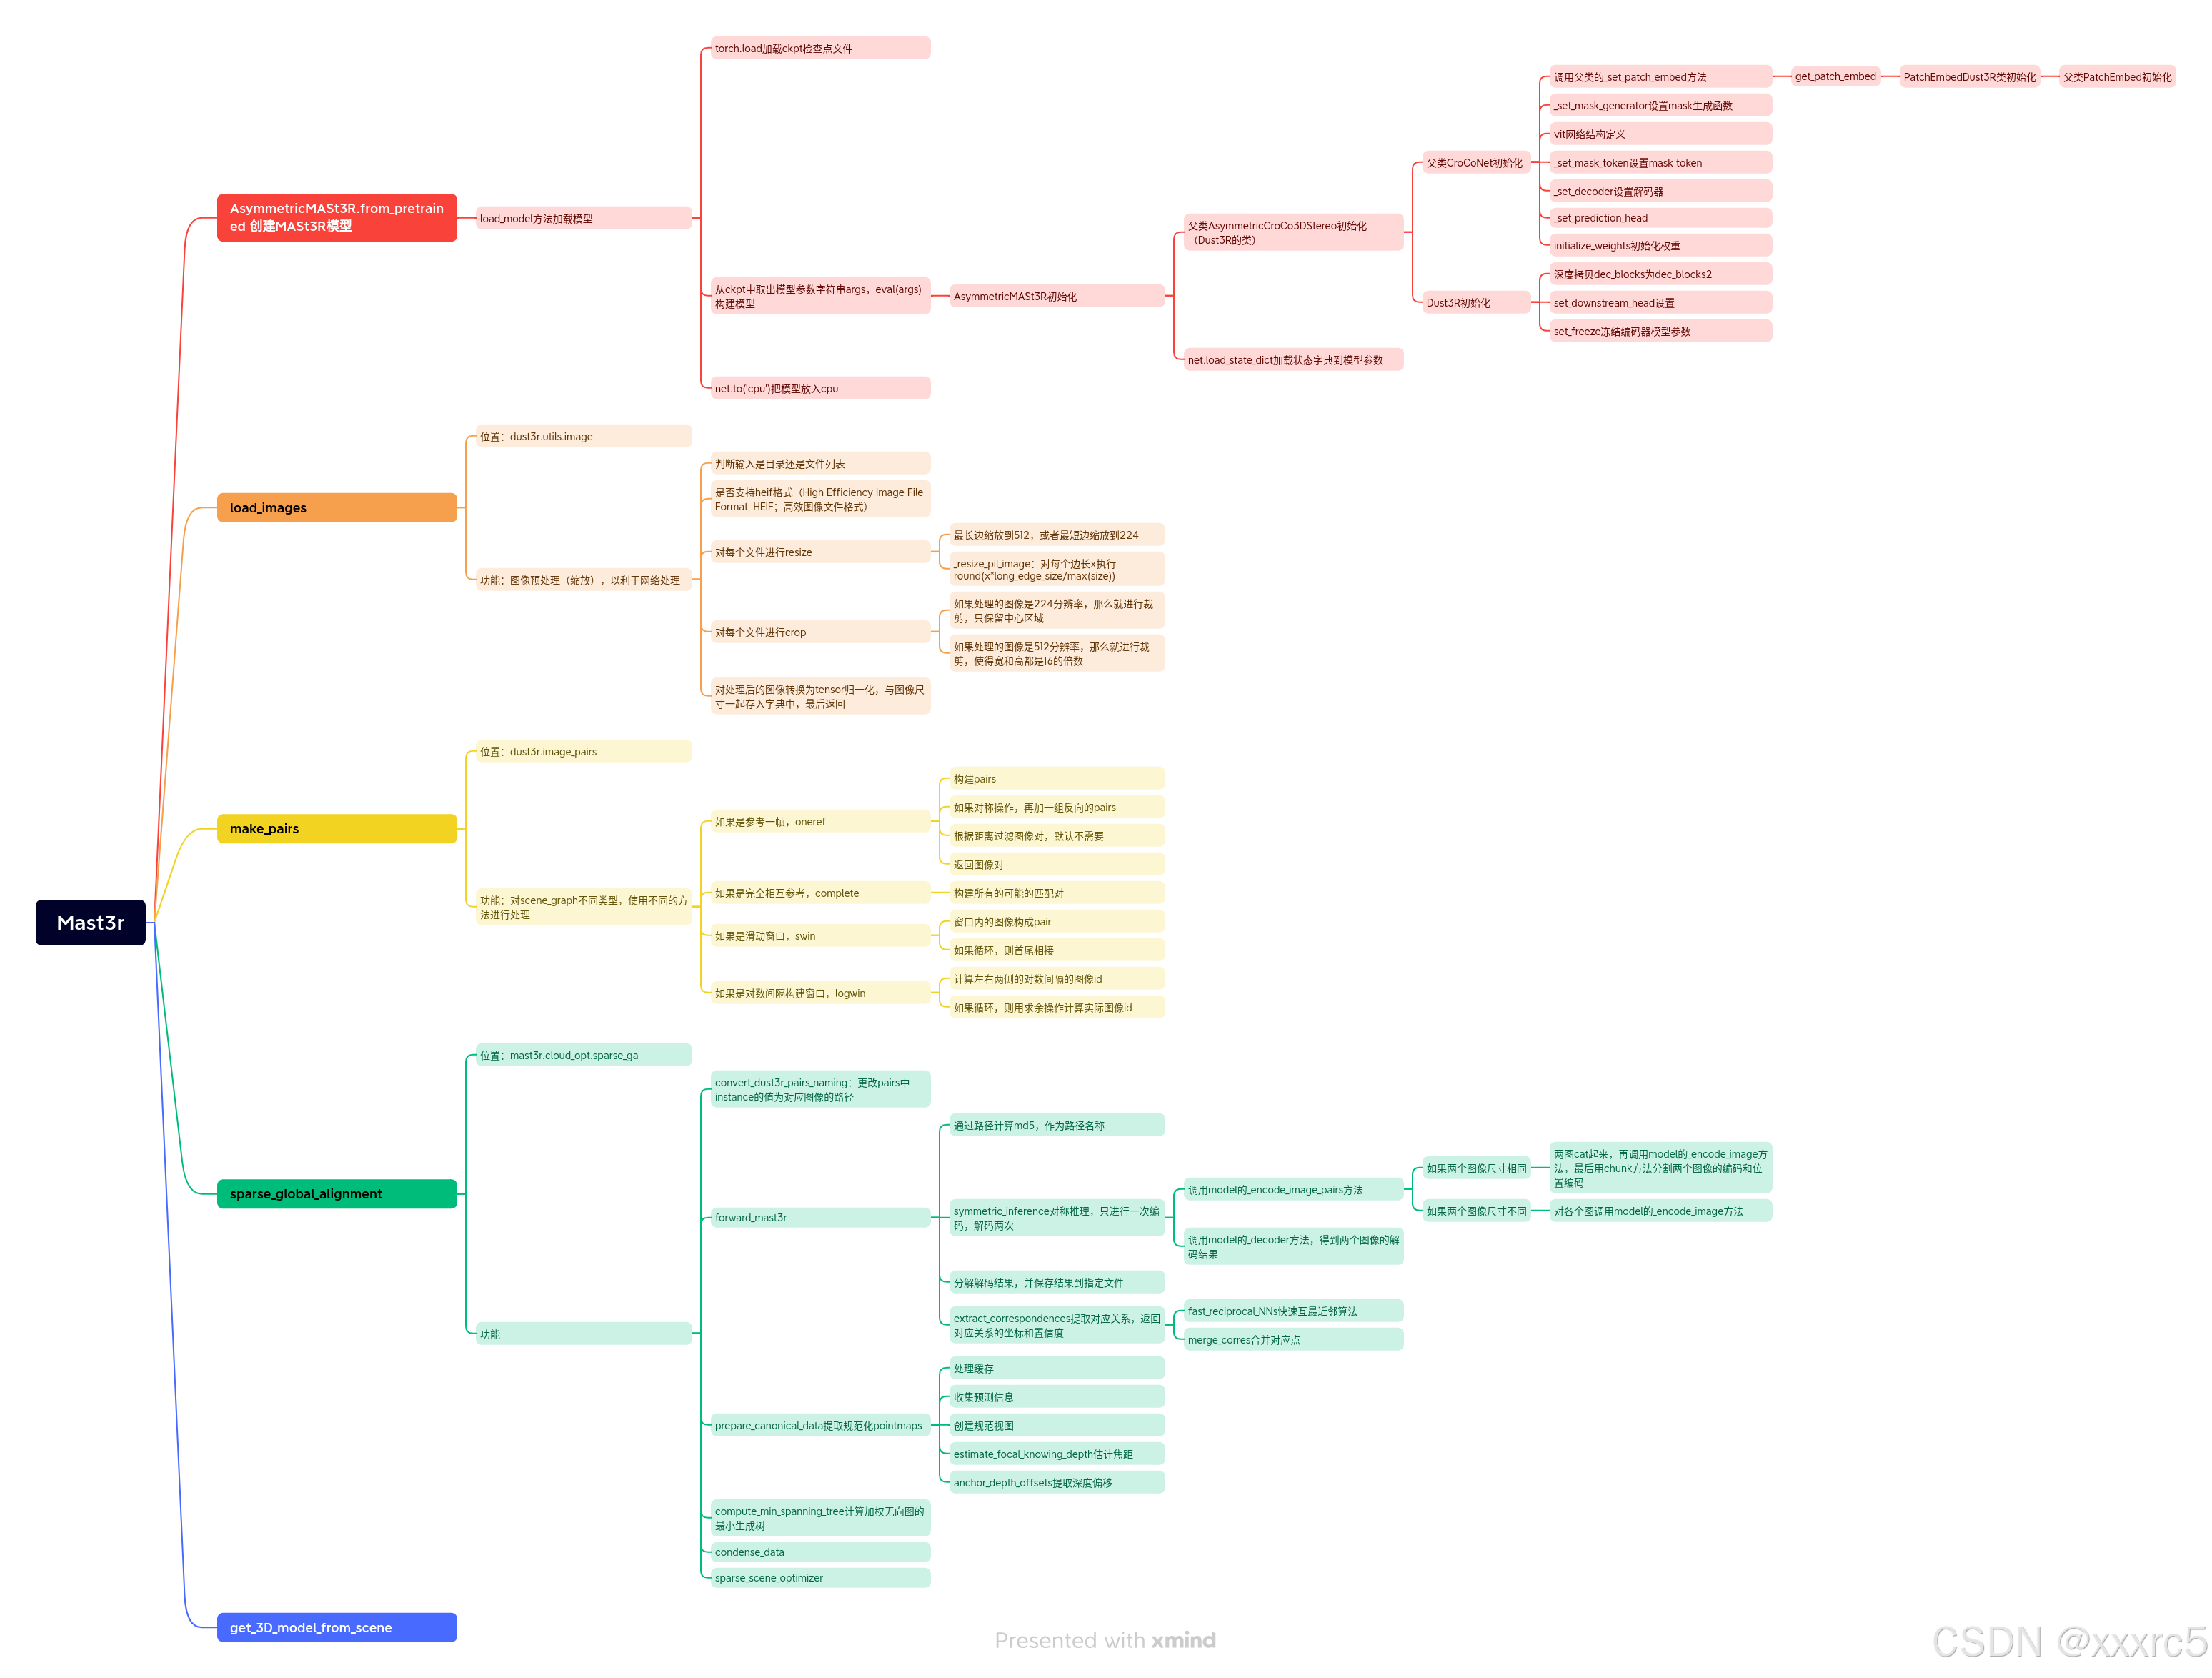 Mast3r
AsymmetricMASt3R.from_pretrain
ed 创建MASt3R模型
load_model方法加载模型
torch.load加载ckpt检查点文件
从ckpt中取出模型参数字符串args，eval(args)
构建模型
AsymmetricMASt3R初始化
父类AsymmetricCroCo3DStereo初始化
（Dust3R的类）
父类CroCoNet初始化
调用父类的_set_patch_embed方法
get_patch_embed
PatchEmbedDust3R类初始化
父类PatchEmbed初始化
_set_mask_generator设置mask生成函数
vit网络结构定义
_set_mask_token设置mask token
_set_decoder设置解码器
_set_prediction_head
initialize_weights初始化权重
Dust3R初始化
深度拷贝dec_blocks为dec_blocks2
set_downstream_head设置
set_freeze冻结编码器模型参数
net.load_state_dict加载状态字典到模型参数
net.to('cpu')把模型放入cpu
load_images
位置：dust3r.utils.image
功能：图像预处理（缩放），以利于网络处理
判断输入是目录还是文件列表
是否支持heif格式（High Efficiency Image File
Format, HEIF；高效图像文件格式）
对每个文件进行resize
最长边缩放到512，或者最短边缩放到224
_resize_pil_image：对每个边长x执行
round(x*long_edge_size/max(size))
对每个文件进行crop
如果处理的图像是224分辨率，那么就进行裁
剪，只保留中心区域
如果处理的图像是512分辨率，那么就进行裁
剪，使得宽和高都是16的倍数
对处理后的图像转换为tensor归一化，与图像尺
寸一起存入字典中，最后返回
make_pairs
位置：dust3r.image_pairs
功能：对scene_graph不同类型，使用不同的方
法进行处理
如果是参考一帧，oneref
构建pairs
如果对称操作，再加一组反向的pairs
根据距离过滤图像对，默认不需要
返回图像对
如果是完全相互参考，complete
构建所有的可能的匹配对
如果是滑动窗口，swin
窗口内的图像构成pair
如果循环，则首尾相接
如果是对数间隔构建窗口，logwin
计算左右两侧的对数间隔的图像id
如果循环，则用求余操作计算实际图像id
sparse_global_alignment
位置：mast3r.cloud_opt.sparse_ga
功能
convert_dust3r_pairs_naming：更改pairs中
instance的值为对应图像的路径
forward_mast3r
通过路径计算md5，作为路径名称
symmetric_inference对称推理，只进行一次编
码，解码两次
调用model的_encode_image_pairs方法
如果两个图像尺寸相同
两图cat起来，再调用model的_encode_image方
法，最后用chunk方法分割两个图像的编码和位
置编码
如果两个图像尺寸不同
对各个图调用model的_encode_image方法
调用model的_decoder方法，得到两个图像的解
码结果
分解解码结果，并保存结果到指定文件
extract_correspondences提取对应关系，返回
对应关系的坐标和置信度
fast_reciprocal_NNs快速互最近邻算法
merge_corres合并对应点
prepare_canonical_data提取规范化pointmaps
处理缓存
收集预测信息
创建规范视图
estimate_focal_knowing_depth估计焦距
anchor_depth_offsets提取深度偏移
compute_min_spanning_tree计算加权无向图的
最小生成树
condense_data
sparse_scene_optimizer
get_3D_model_from_scene
Presented with xmind
CSDN @xxxrc5